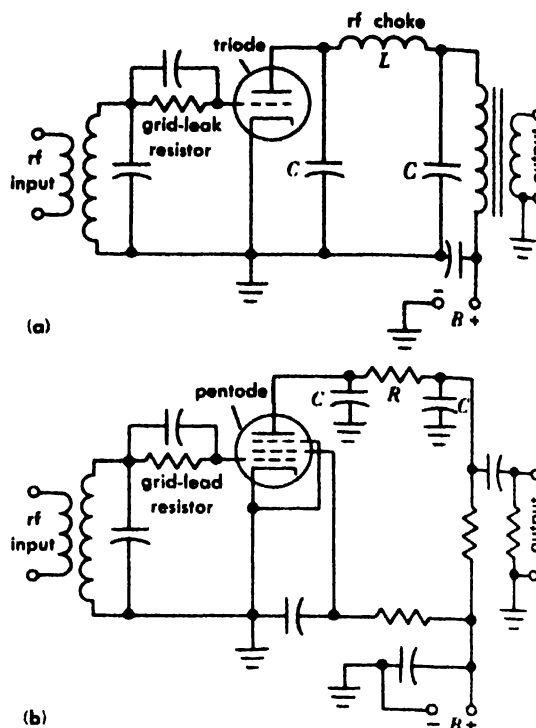 rf choke
triode
L
grid-leak
resistor
rf
input
C
C
output
−
B +
(a)
pentode
C
R
C
grid-lead
resistor
rf
input
output
−
B+
(b)